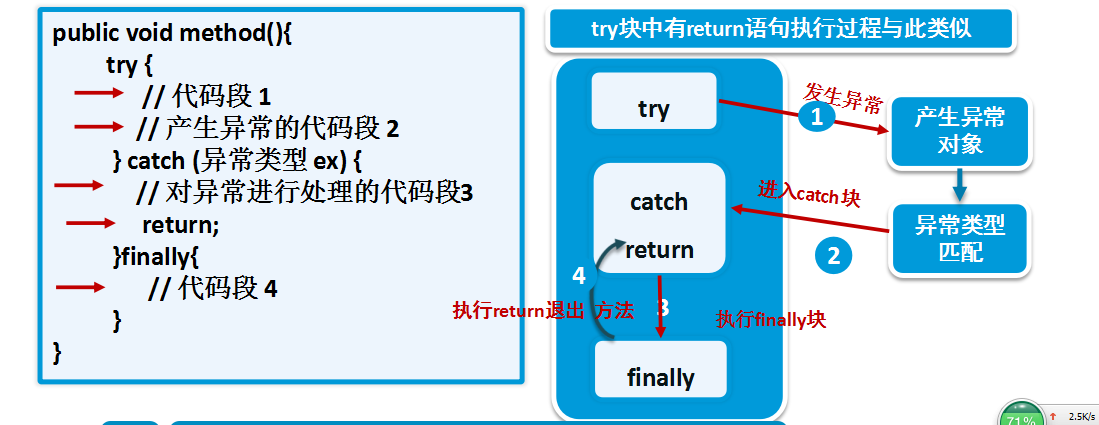 public void method(){
try {
// 代码段 1
// 产生异常的代码段 2
} catch (异常类型 ex) {
// 对异常进行处理的代码段3
return;
}finally{
// 代码段 4
}
}
try块中有return语句执行过程与此类似
try
发生异常
1
产生异常
对象
catch
return
进入catch 块
2
异常类型
匹配
4
执行return退出 方法
3
执行finally块
finally
71%
2.5K/s